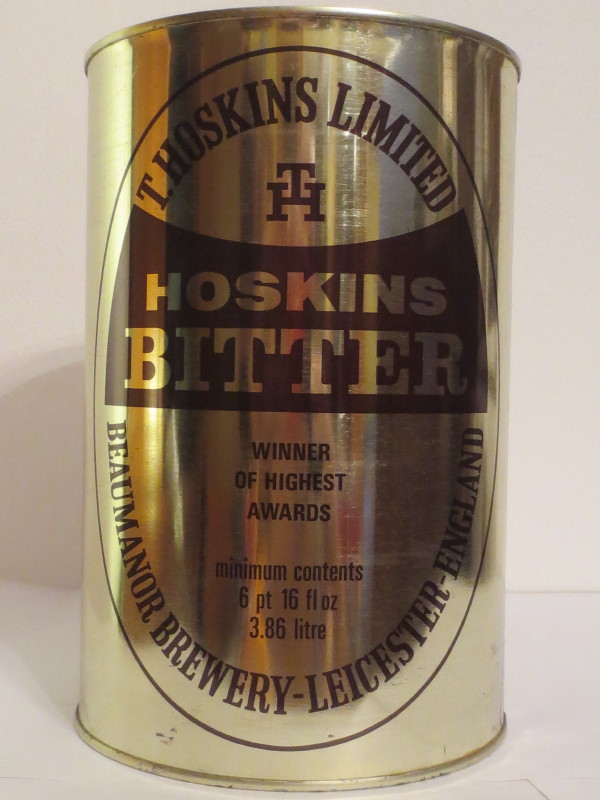 T. HOSKINS LIMITED
TH
HOSKINS
BITTER
WINNER
OF HIGHEST
AWARDS
minimum contents
6 pt 16 fl oz
3.86 litre
BEAUMANOR BREWERY-LEICESTER-ENGLAND